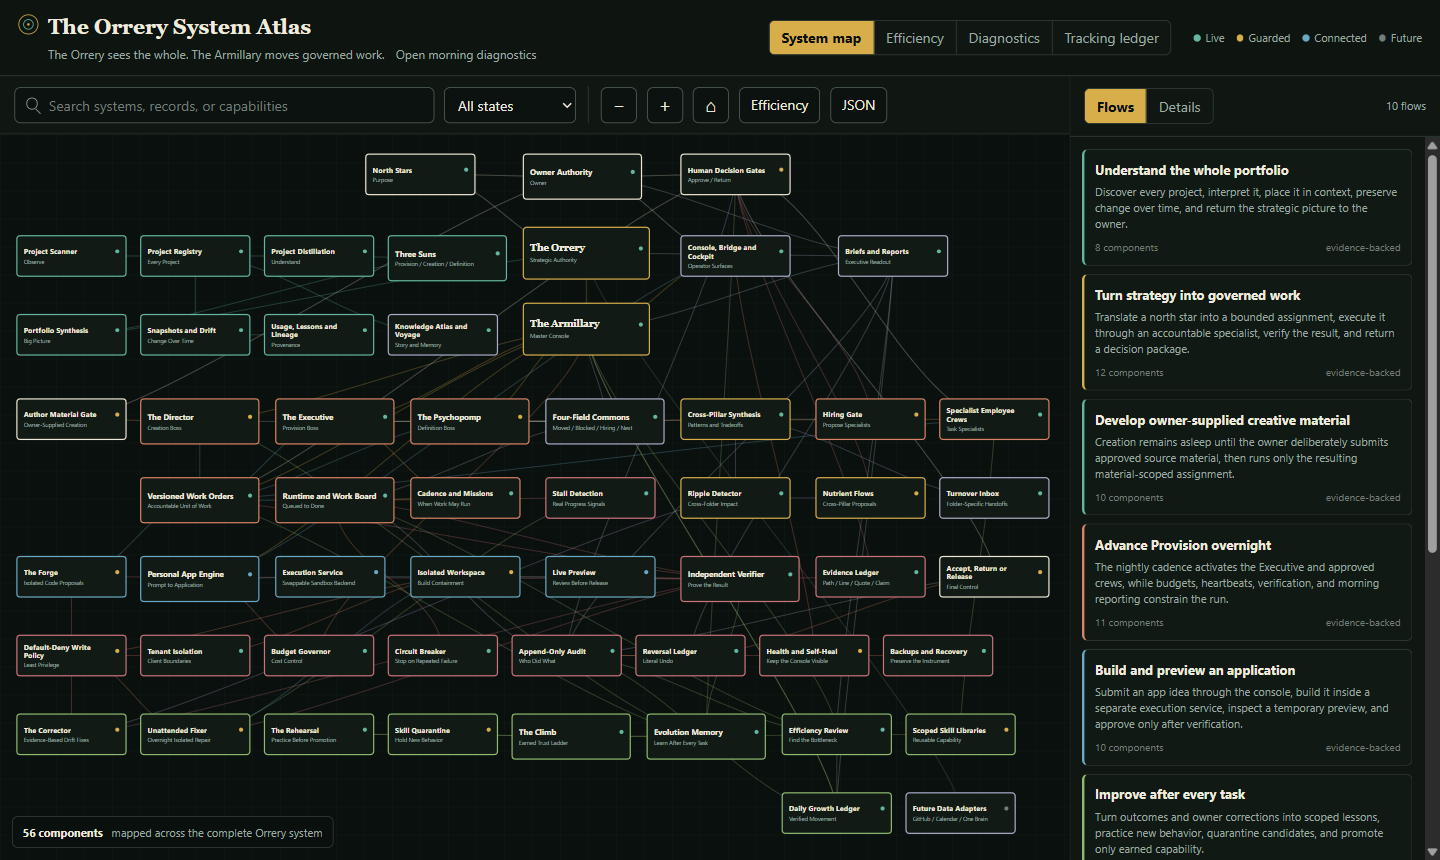 The Orrery System Atlas
The Orrery sees the whole. The Armillary moves governed work. Open morning diagnostics
System map
Efficiency
Diagnostics
Tracking ledger
Live
Guarded
Connected
Future
Search systems, records, or capabilities
All states
−
+
⌂
Efficiency
JSON
Flows
Details
10 flows
North Stars
Purpose
Owner Authority
Owner
Human Decision Gates
Approve / Return
Project Scanner
Observe
Project Registry
Every Project
Project Distillation
Understand
Three Suns
Provision / Creation / Definition
The Orrery
Strategic Authority
Console, Bridge and
Cockpit
Operator Surfaces
Briefs and Reports
Executive Readout
Portfolio Synthesis
Big Picture
Snapshots and Drift
Change Over Time
Usage, Lessons and
Lineage
Provenance
Knowledge Atlas and
Voyage
Story and Memory
The Armillary
Master Console
Author Material Gate
Owner-Supplied Creation
The Director
Creation Boss
The Executive
Provision Boss
The Psychopomp
Definition Boss
Four-Field Commons
Moved / Blocked / Hiring / Next
Cross-Pillar Synthesis
Patterns and Tradeoffs
Hiring Gate
Propose Specialists
Specialist Employee
Crews
Task Specialists
Versioned Work Orders
Accountable Unit of Work
Runtime and Work Board
Queued to Done
Cadence and Missions
When Work May Run
Stall Detection
Real Progress Signals
Ripple Detector
Cross-Folder Impact
Nutrient Flows
Cross-Pillar Proposals
Turnover Inbox
Folder-Specific Handoffs
The Forge
Isolated Code Proposals
Personal App Engine
Prompt to Application
Execution Service
Swappable Sandbox Backend
Isolated Workspace
Build Containment
Live Preview
Review Before Release
Independent Verifier
Prove the Result
Evidence Ledger
Path / Line / Quote / Claim
Accept, Return or
Release
Final Control
Default-Deny Write
Policy
Least Privilege
Tenant Isolation
Client Boundaries
Budget Governor
Cost Control
Circuit Breaker
Stop on Repeated Failure
Append-Only Audit
Who Did What
Reversal Ledger
Literal Undo
Health and Self-Heal
Keep the Console Visible
Backups and Recovery
Preserve the Instrument
The Corrector
Evidence-Based Drift Fixes
Unattended Fixer
Overnight Isolated Repair
The Rehearsal
Practice Before Promotion
Skill Quarantine
Hold New Behavior
The Climb
Earned Trust Ladder
Evolution Memory
Learn After Every Task
Efficiency Review
Find the Bottleneck
Scoped Skill Libraries
Reusable Capability
Daily Growth Ledger
Verified Movement
Future Data Adapters
GitHub / Calendar / One Brain
56 components mapped across the complete Orrery system
Understand the whole portfolio
Discover every project, interpret it, place it in context, preserve
change over time, and return the strategic picture to the
owner.
8 components
evidence-backed
Turn strategy into governed work
Translate a north star into a bounded assignment, execute it
through an accountable specialist, verify the result, and return
a decision package.
12 components
evidence-backed
Develop owner-supplied creative material
Creation remains asleep until the owner deliberately submits
approved source material, then runs only the resulting
material-scoped assignment.
10 components
evidence-backed
Advance Provision overnight
The nightly cadence activates the Executive and approved
crews, while budgets, heartbeats, verification, and morning
reporting constrain the run.
11 components
evidence-backed
Build and preview an application
Submit an app idea through the console, build it inside a
separate execution service, inspect a temporary preview, and
approve only after verification.
10 components
evidence-backed
Improve after every task
Turn outcomes and owner corrections into scoped lessons,
practice new behavior, quarantine candidates, and promote
only earned capability.